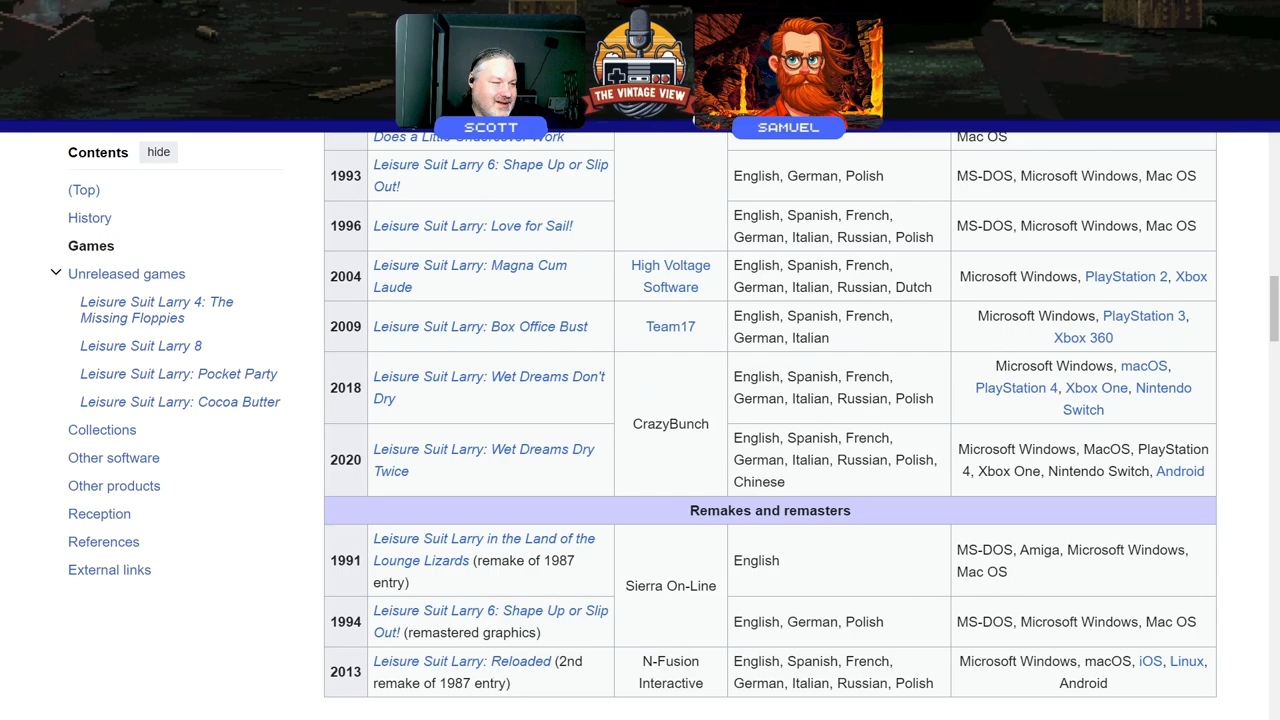 THE VINTAGE VIEW
SCOTT
SAMUEL
Contents
hide
(Top)
History
Games
Unreleased games
Leisure Suit Larry 4: The
Missing Floppies
Leisure Suit Larry 8
Leisure Suit Larry: Pocket Party
Leisure Suit Larry: Cocoa Butter
Collections
Other software
Other products
Reception
References
External links
Does a Little Undercover Work
Mac OS
1993
Leisure Suit Larry 6: Shape Up or Slip
Out!
English, German, Polish
MS-DOS, Microsoft Windows, Mac OS
1996
Leisure Suit Larry: Love for Sail!
English, Spanish, French,
German, Italian, Russian, Polish
MS-DOS, Microsoft Windows, Mac OS
2004
Leisure Suit Larry: Magna Cum
Laude
High Voltage
Software
English, Spanish, French,
German, Italian, Russian, Dutch
Microsoft Windows, PlayStation 2, Xbox
2009
Leisure Suit Larry: Box Office Bust
Team17
English, Spanish, French,
German, Italian
Microsoft Windows, PlayStation 3,
Xbox 360
2018
Leisure Suit Larry: Wet Dreams Don't
Dry
CrazyBunch
English, Spanish, French,
German, Italian, Russian, Polish
Microsoft Windows, macOS,
PlayStation 4, Xbox One, Nintendo
Switch
2020
Leisure Suit Larry: Wet Dreams Dry
Twice
English, Spanish, French,
German, Italian, Russian, Polish,
Chinese
Microsoft Windows, MacOS, PlayStation
4, Xbox One, Nintendo Switch, Android
Remakes and remasters
1991
Leisure Suit Larry in the Land of the
Lounge Lizards (remake of 1987
entry)
Sierra On-Line
English
MS-DOS, Amiga, Microsoft Windows,
Mac OS
1994
Leisure Suit Larry 6: Shape Up or Slip
Out! (remastered graphics)
English, German, Polish
MS-DOS, Microsoft Windows, Mac OS
2013
Leisure Suit Larry: Reloaded (2nd
remake of 1987 entry)
N-Fusion
Interactive
English, Spanish, French,
German, Italian, Russian, Polish
Microsoft Windows, macOS, iOS, Linux,
Android